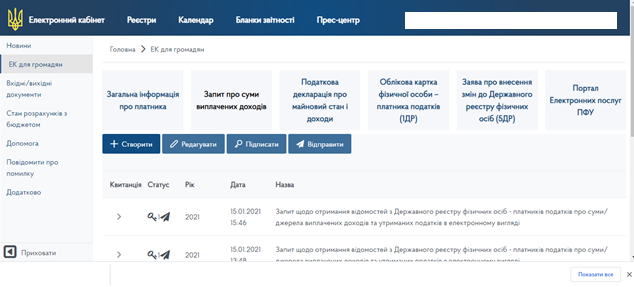 Електронний кабінет Реєстри Календар Бланки звітності Прес-центр
Новини
ЕК для громадян
Вхідні/вихідні
документи
Стан розрахунків з
бюджетом
Допомога
Повідомити про
помилку
Додатково
Приховати
Головна > ЕК для громадян
Загальна інформація
про платника
Запит про суми
виплачених доходів
Податкова
декларація про
майновий стан і
доходи
Облікова картка
фізичної особи –
платника податків
(1ДР)
Заява про внесення
змін до Державного
реєстру фізичних
осіб (5ДР)
Портал
Електронних послуг
ПФУ
Створити Редагувати Підписати Відправити
Квитанція Статус Рік Дата Назва
2021 15.01.2021
15:46
Запит щодо отримання відомостей з Державного реєстру фізичних осіб - платників податків про суми/
джерела виплачених доходів та утриманих податків в електронному вигляді
2021 15.01.2021
13:48
Запит щодо отримання відомостей з Державного реєстру фізичних осіб - платників податків про суми/
джерела виплачених доходів та утриманих податків в електронному вигляді
Показати все